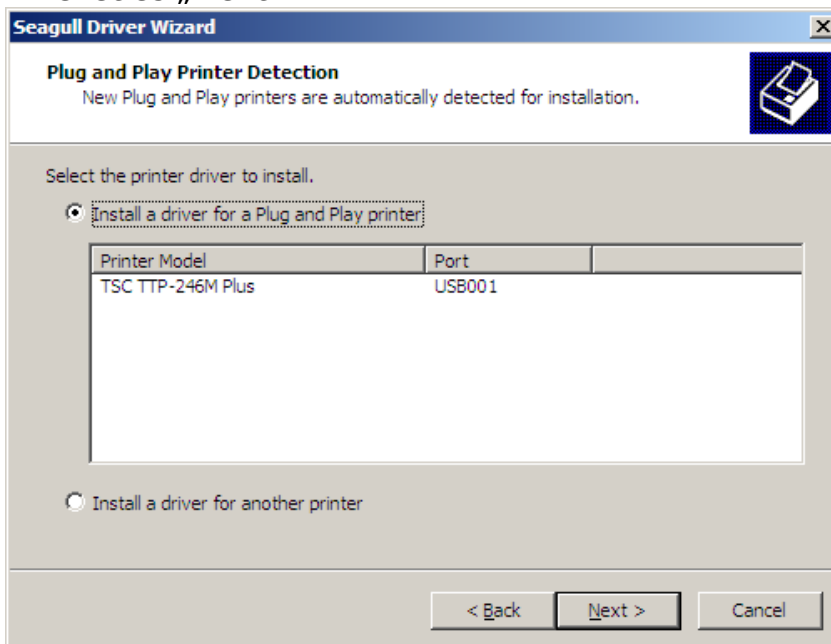 Seagull Driver Wizard
Plug and Play Printer Detection
New Plug and Play printers are automatically detected for installation.
Select the printer driver to install.
Install a driver for a Plug and Play printer
Printer Model Port
TSC TTP-246M Plus USB001
Install a driver for another printer
< Back Next > Cancel